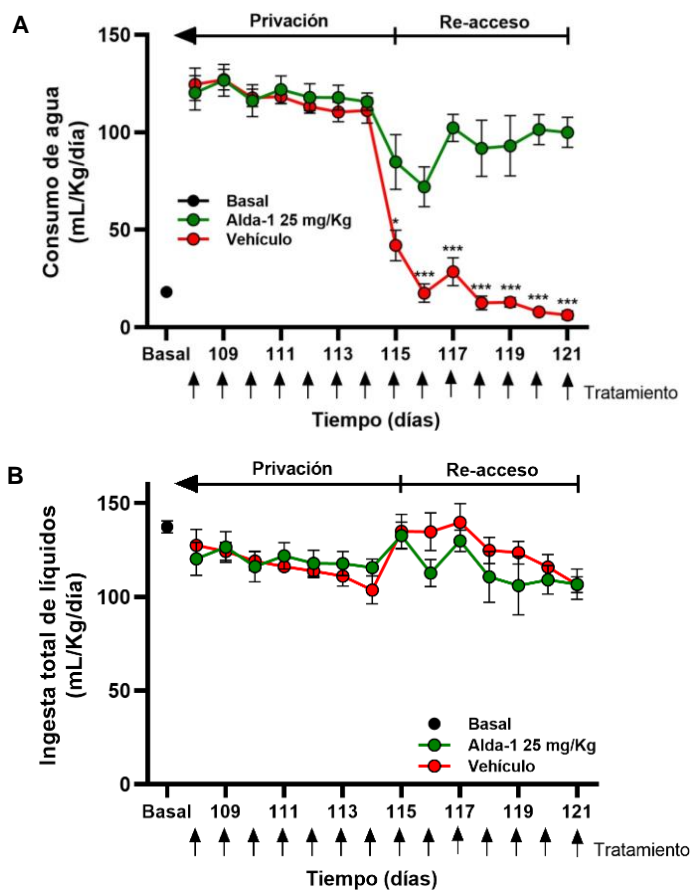 A
Privación
Re-acceso
Consumo de agua
(mL/Kg/día)
150
100
50
0
Basal
Alda-1 25 mg/Kg
Vehículo
*
***
***
***
***
***
***
Basal 109 111 113 115 117 119 121
Tratamiento
Tiempo (días)
B
Privación
Re-acceso
Ingesta total de líquidos
(mL/Kg/día)
150
100
50
0
Basal
Alda-1 25 mg/Kg
Vehículo
Basal 109 111 113 115 117 119 121
Tratamiento
Tiempo (días)